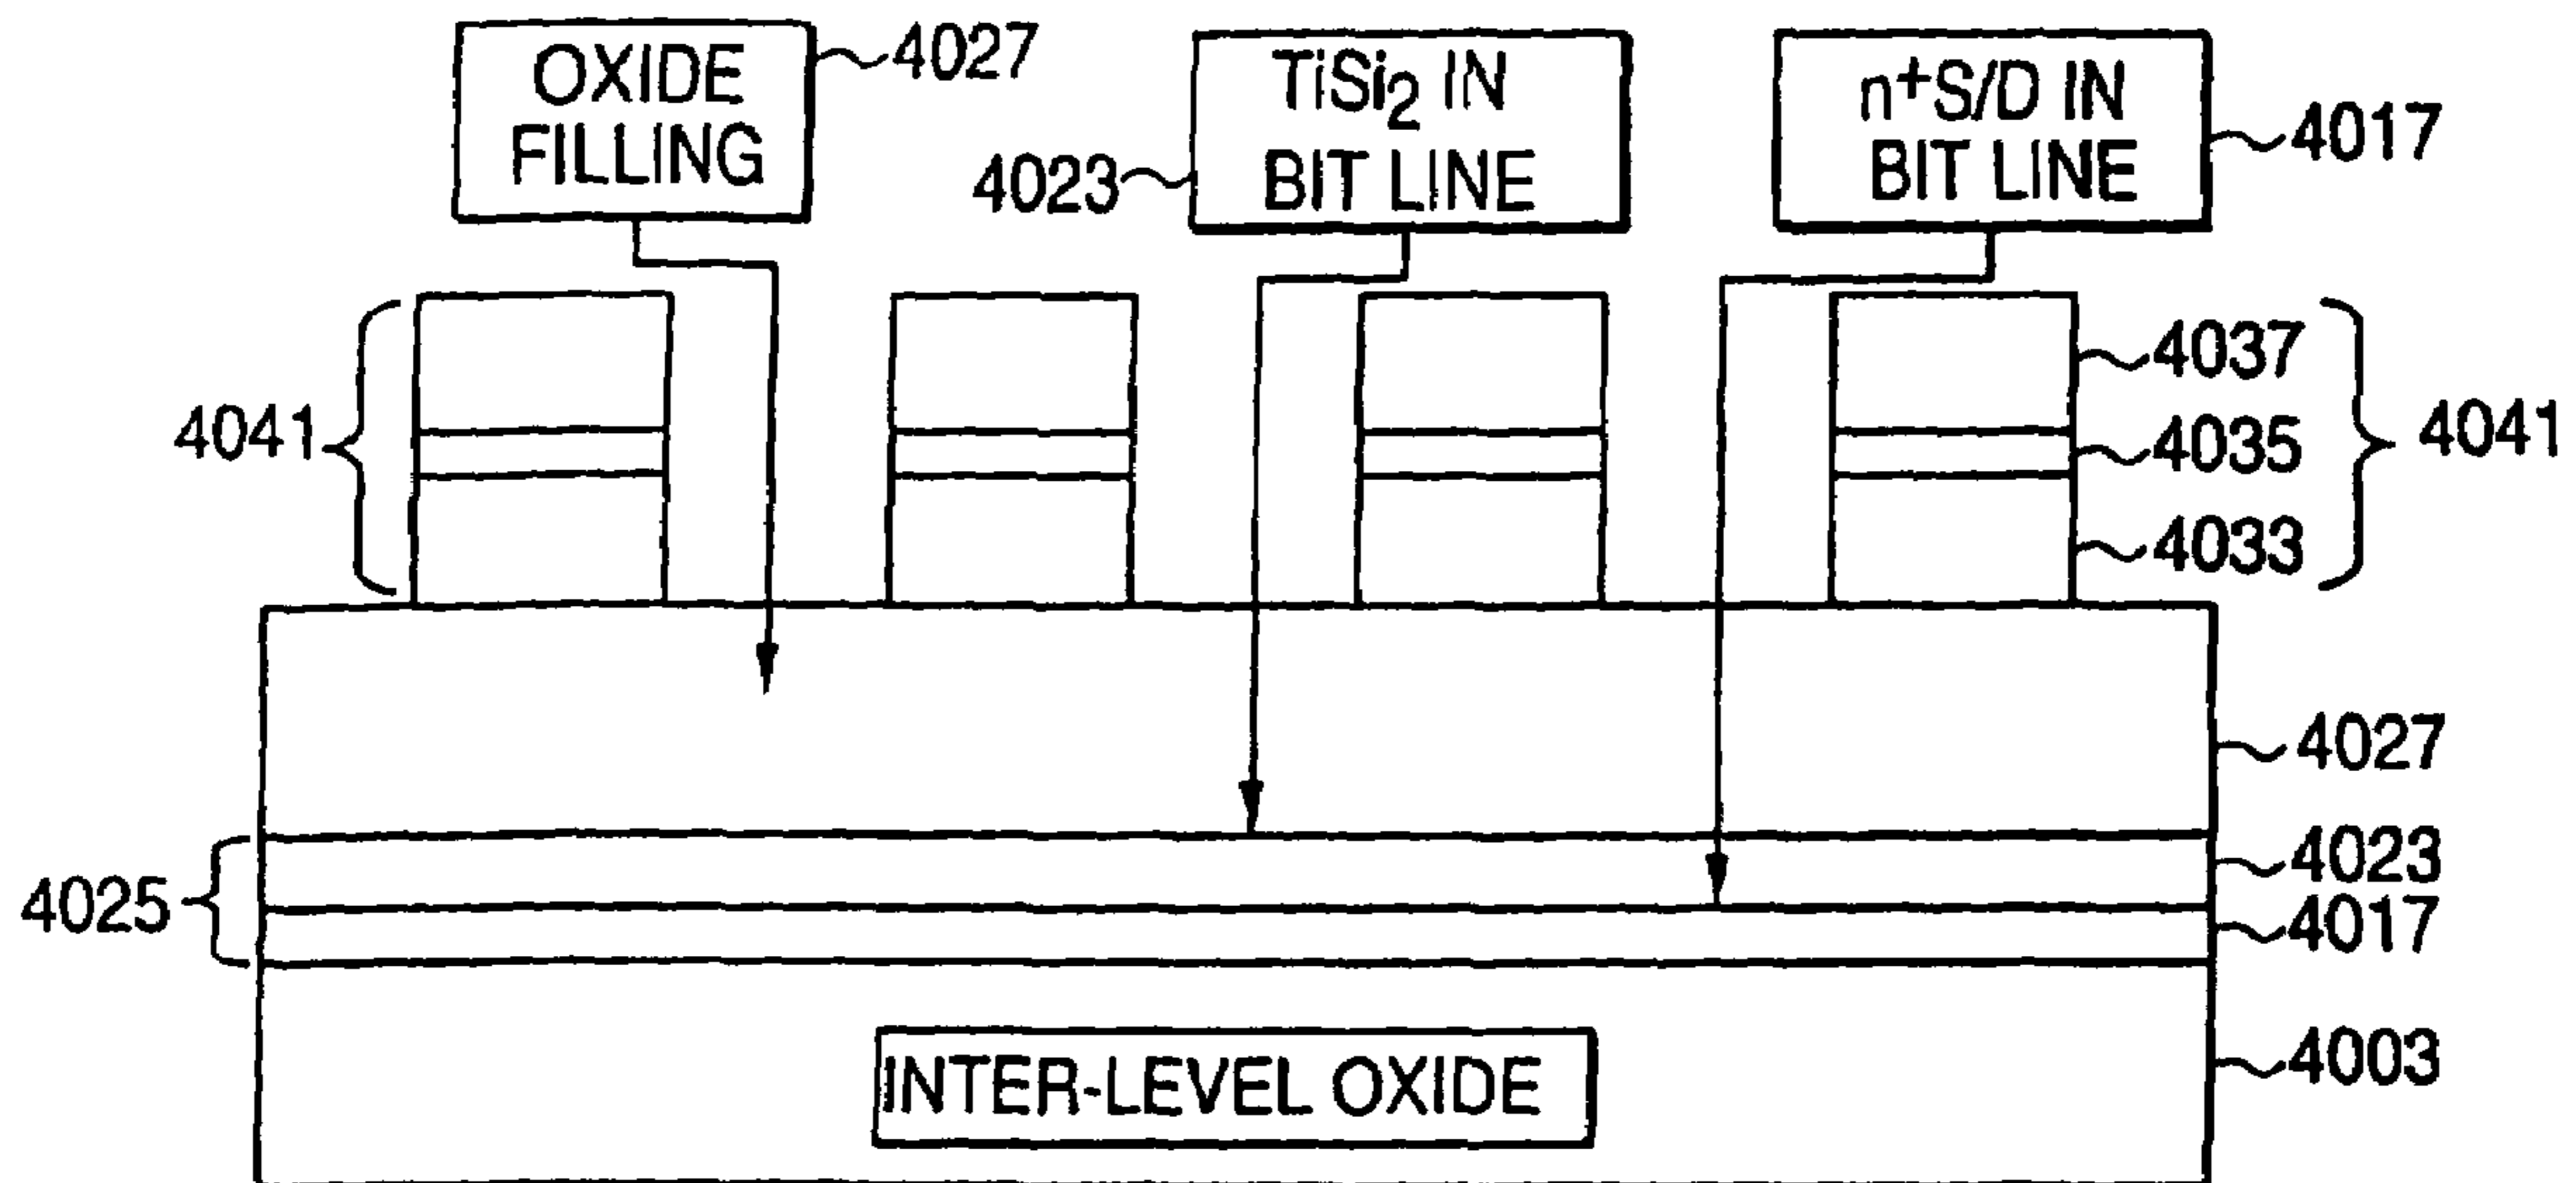 OXIDE
FILLING
4027
TiSi2 IN
BIT LINE
4023
n+S/D IN
BIT LINE
4017
4041
4037
4035
4033
4041
4027
4025
4023
4017
INTER-LEVEL OXIDE
4003